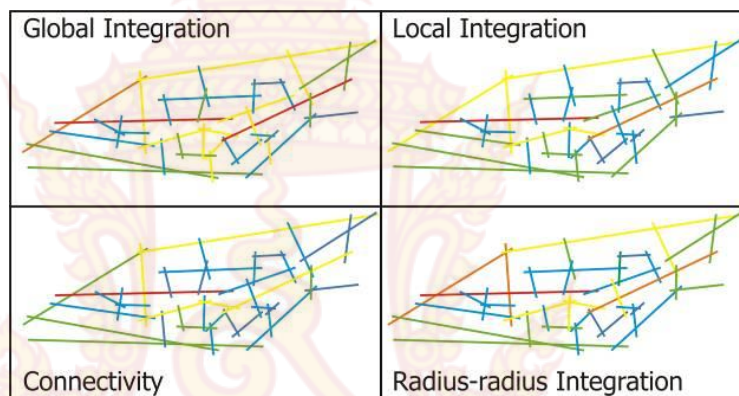 Global Integration
Local Integration
Connectivity
Radius-radius Integration